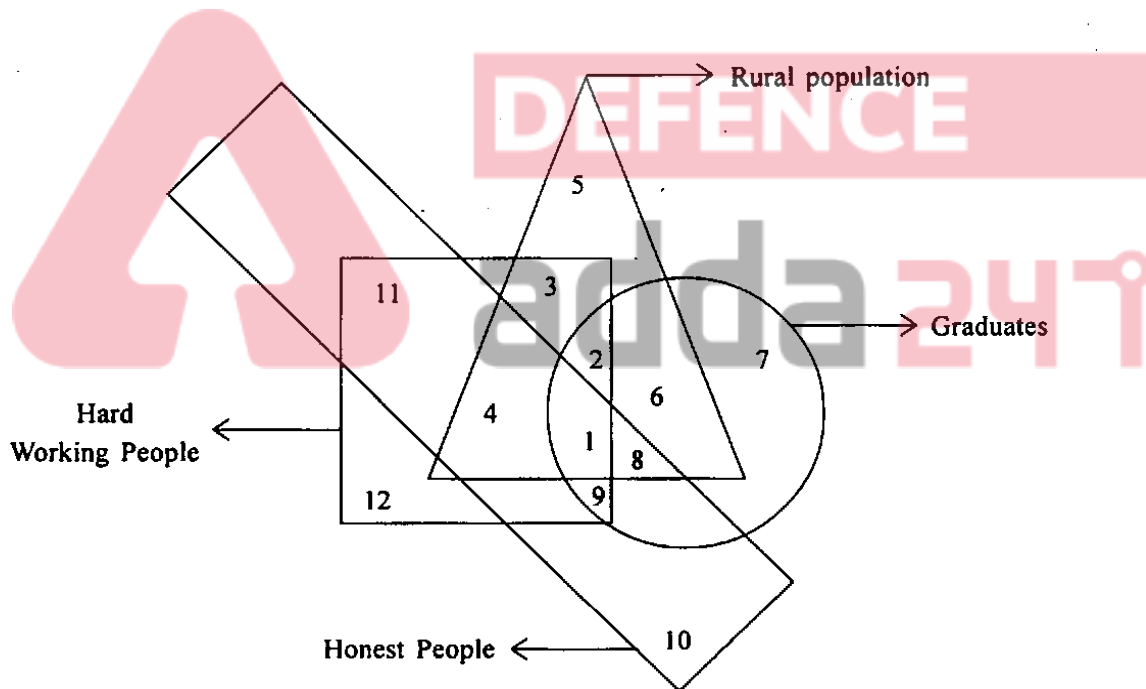 Rural population
DEFENCE
5
adda 247
11
3
Graduates
2
7
6
4
Hard
Working People
1
8
12
9
10
Honest People